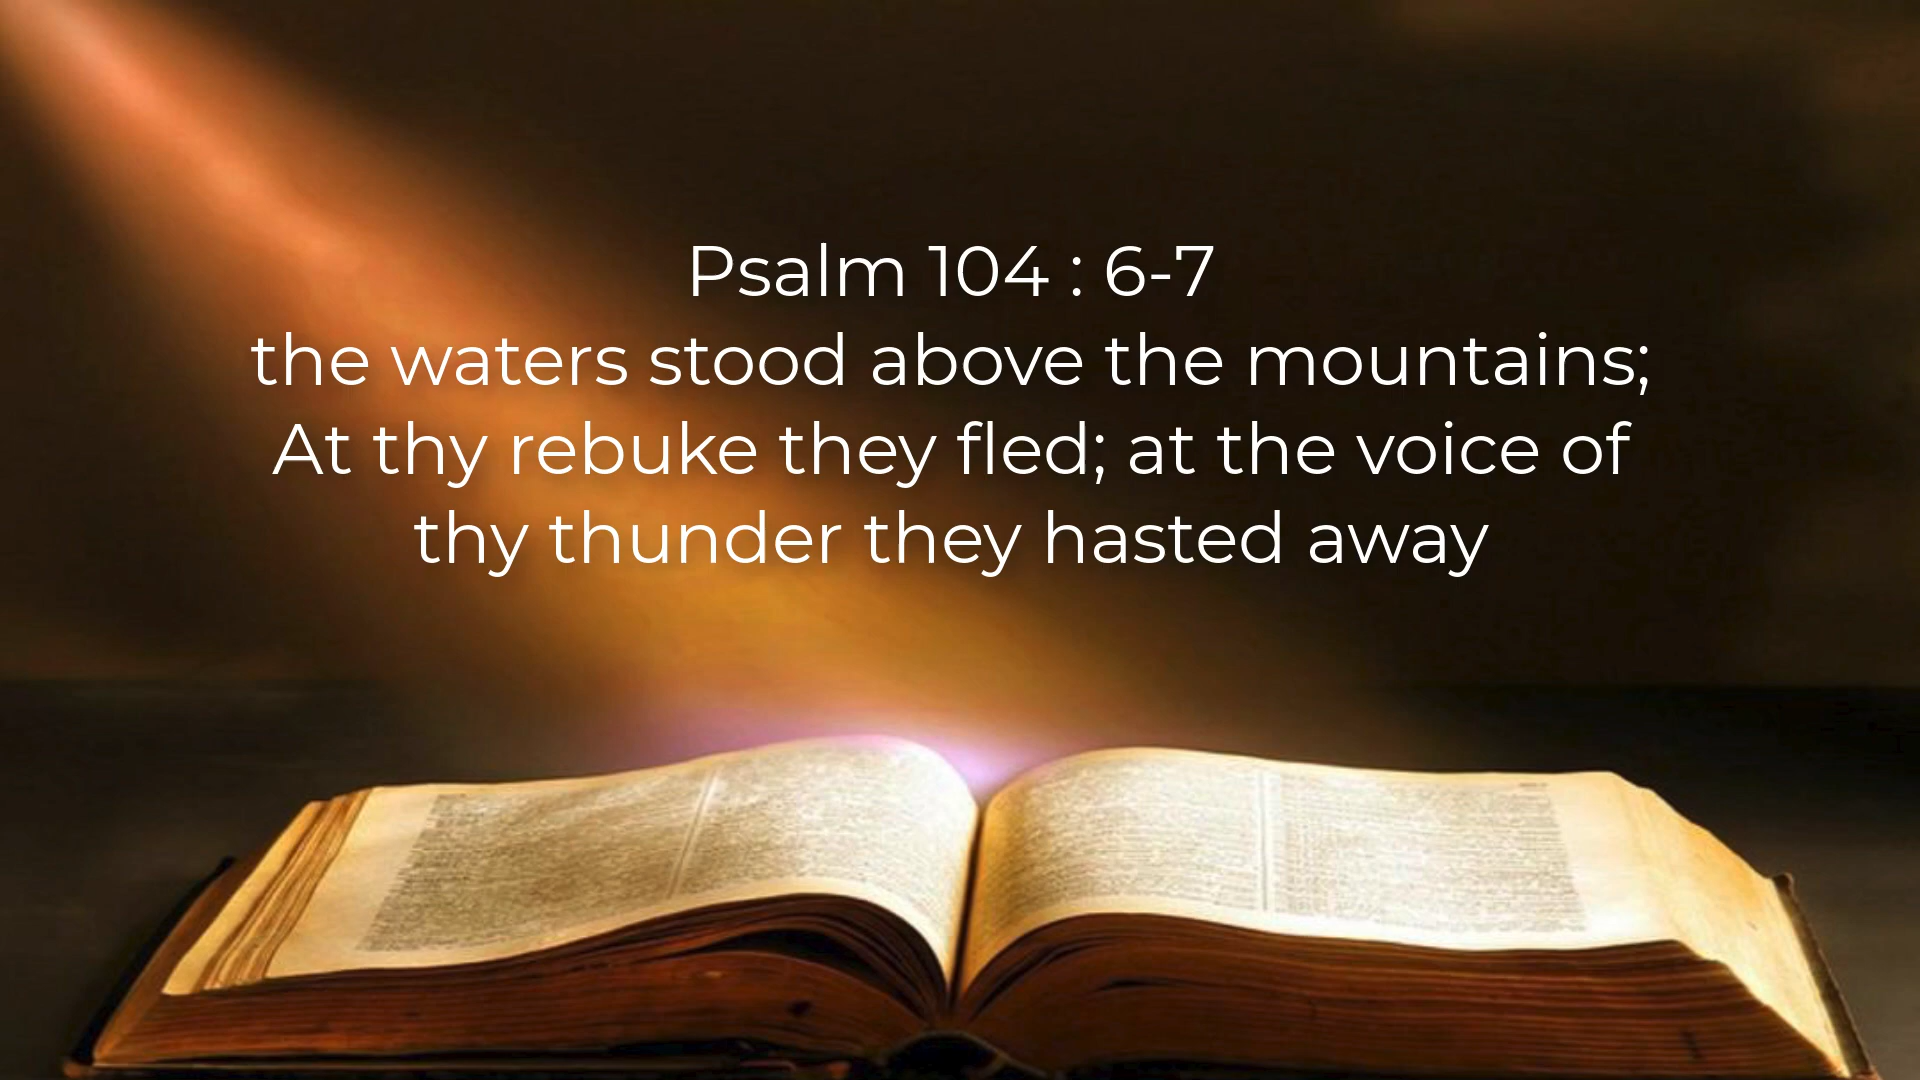 Psalm 104 : 6-7
the waters stood above the mountains;
At thy rebuke they fled; at the voice of
thy thunder they hasted away